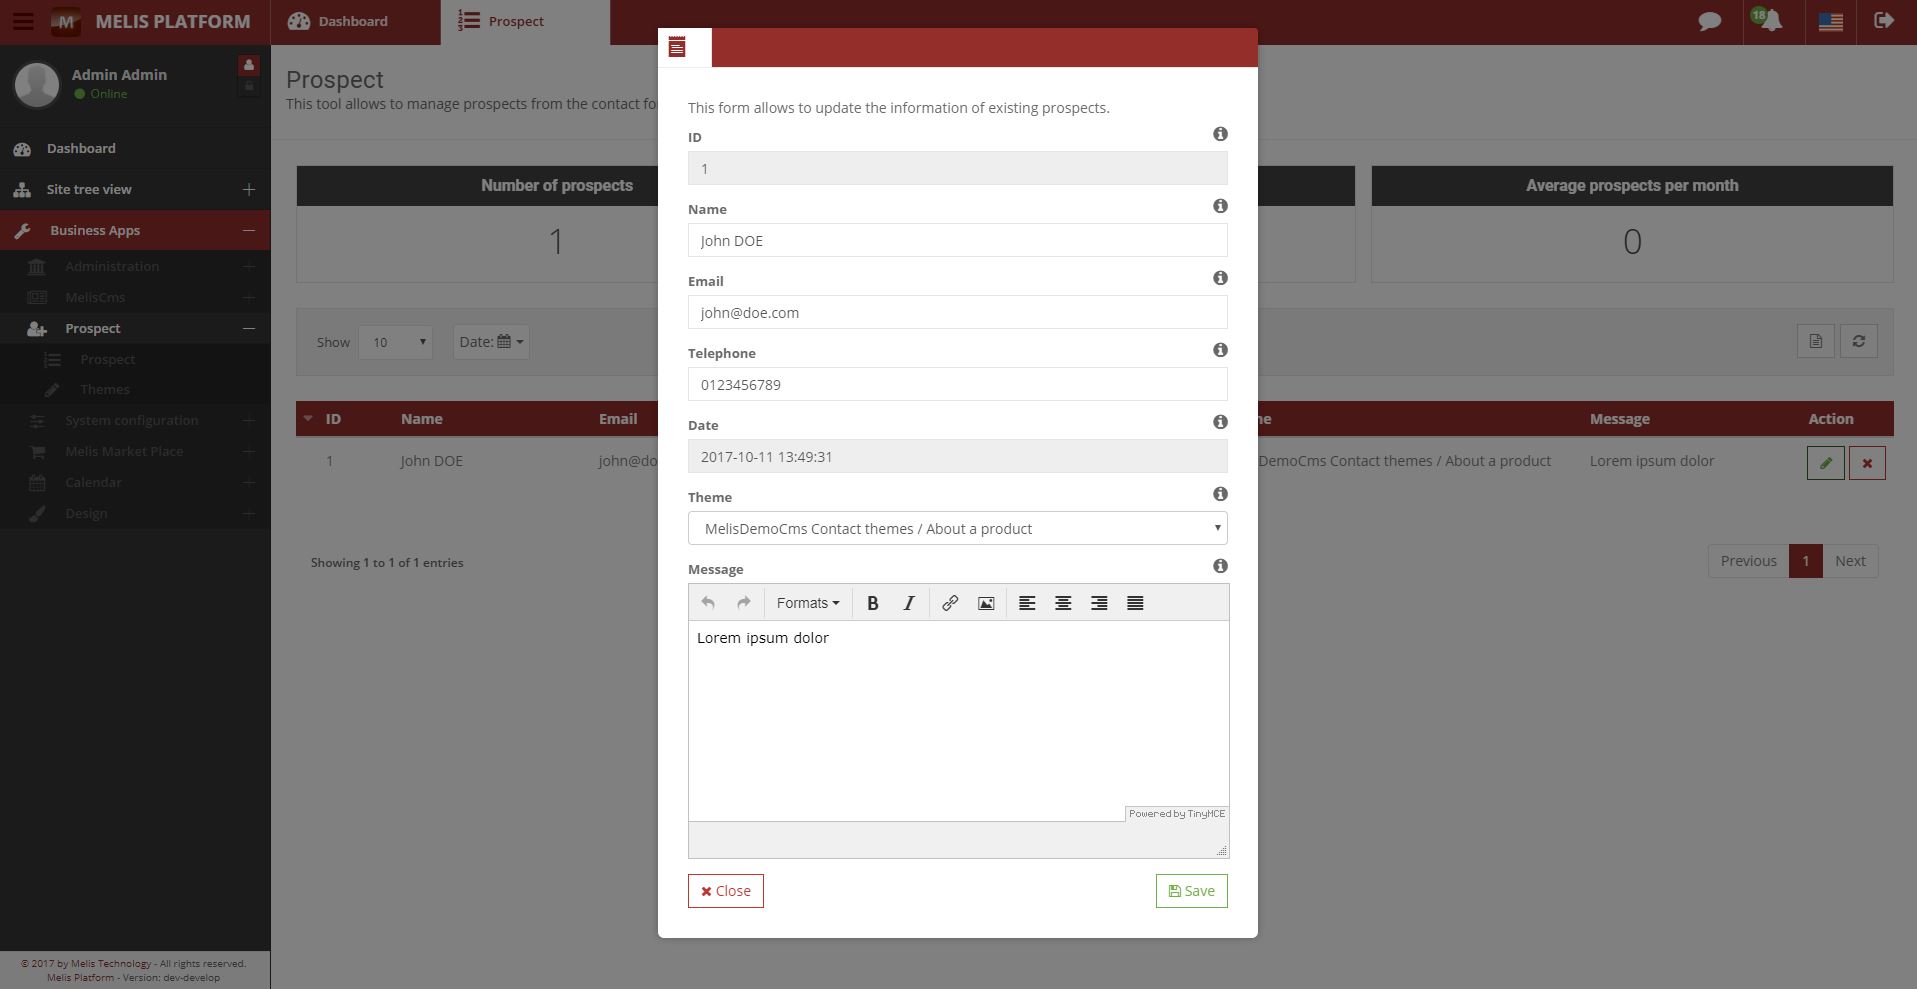 MELIS PLATFORM
Dashboard
Prospect
18
Admin Admin
Online
Dashboard
Site tree view
Business Apps
Administration
MelisCms
Prospect
Prospect
Themes
System configuration
Melis Market Place
Calendar
Design
© 2017 by Melis Technology - All rights reserved.
Melis Platform - Version: dev-develop
Prospect
This tool allows to manage prospects from the contact fo
Number of prospects
1
Average prospects per month
0
Show 10 Date:
ID Name Email me Message Action
1 John DOE john@do DemoCms Contact themes / About a product Lorem ipsum dolor
Showing 1 to 1 of 1 entries
Previous 1 Next
This form allows to update the information of existing prospects.
ID
1
Name
John DOE
Email
john@doe.com
Telephone
0123456789
Date
2017-10-11 13:49:31
Theme
MelisDemoCms Contact themes / About a product
Message
Formats B I
Lorem ipsum dolor
Powered by TinyMCE
Close Save